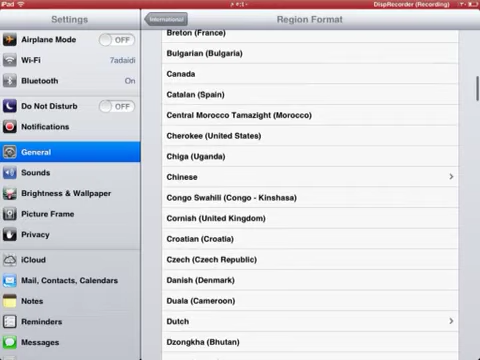 iPad
DispRecorder (Recording)
Settings
International
Region Format
Airplane Mode
OFF
Wi-Fi
7adaidi
Bluetooth
On
Do Not Disturb
OFF
Notifications
General
Sounds
Brightness & Wallpaper
Picture Frame
Privacy
iCloud
Mail, Contacts, Calendars
Notes
Reminders
Messages
Breton (France)
Bulgarian (Bulgaria)
Canada
Catalan (Spain)
Central Morocco Tamazight (Morocco)
Cherokee (United States)
Chiga (Uganda)
Chinese
Congo Swahili (Congo - Kinshasa)
Cornish (United Kingdom)
Croatian (Croatia)
Czech (Czech Republic)
Danish (Denmark)
Duala (Cameroon)
Dutch
Dzongkha (Bhutan)